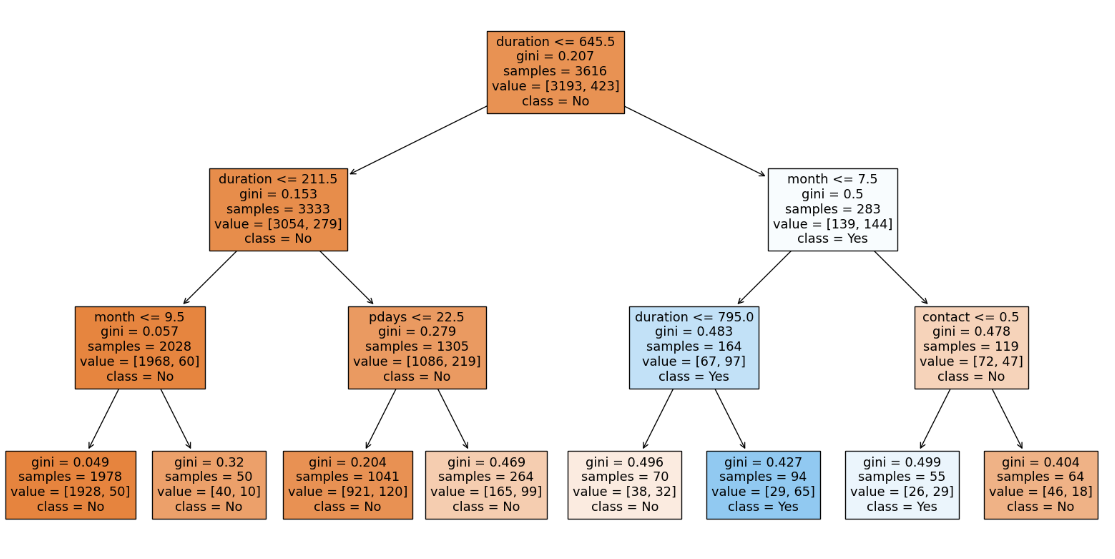 duration <= 645.5
gini = 0.207
samples = 3616
value = [3193, 423]
class = No
duration <= 211.5
gini = 0.153
samples = 3333
value = [3054, 279]
class = No
month <= 7.5
gini = 0.5
samples = 283
value = [139, 144]
class = Yes
month <= 9.5
gini = 0.057
samples = 2028
value = [1968, 60]
class = No
pdays <= 22.5
gini = 0.279
samples = 1305
value = [1086, 219]
class = No
duration <= 795.0
gini = 0.483
samples = 164
value = [67, 97]
class = Yes
contact <= 0.5
gini = 0.478
samples = 119
value = [72, 47]
class = No
gini = 0.049
samples = 1978
value = [1928, 50]
class = No
gini = 0.32
samples = 50
value = [40, 10]
class = No
gini = 0.204
samples = 1041
value = [921, 120]
class = No
gini = 0.469
samples = 264
value = [165, 99]
class = No
gini = 0.496
samples = 70
value = [38, 32]
class = No
gini = 0.427
samples = 94
value = [29, 65]
class = Yes
gini = 0.499
samples = 55
value = [26, 29]
class = Yes
gini = 0.404
samples = 64
value = [46, 18]
class = No